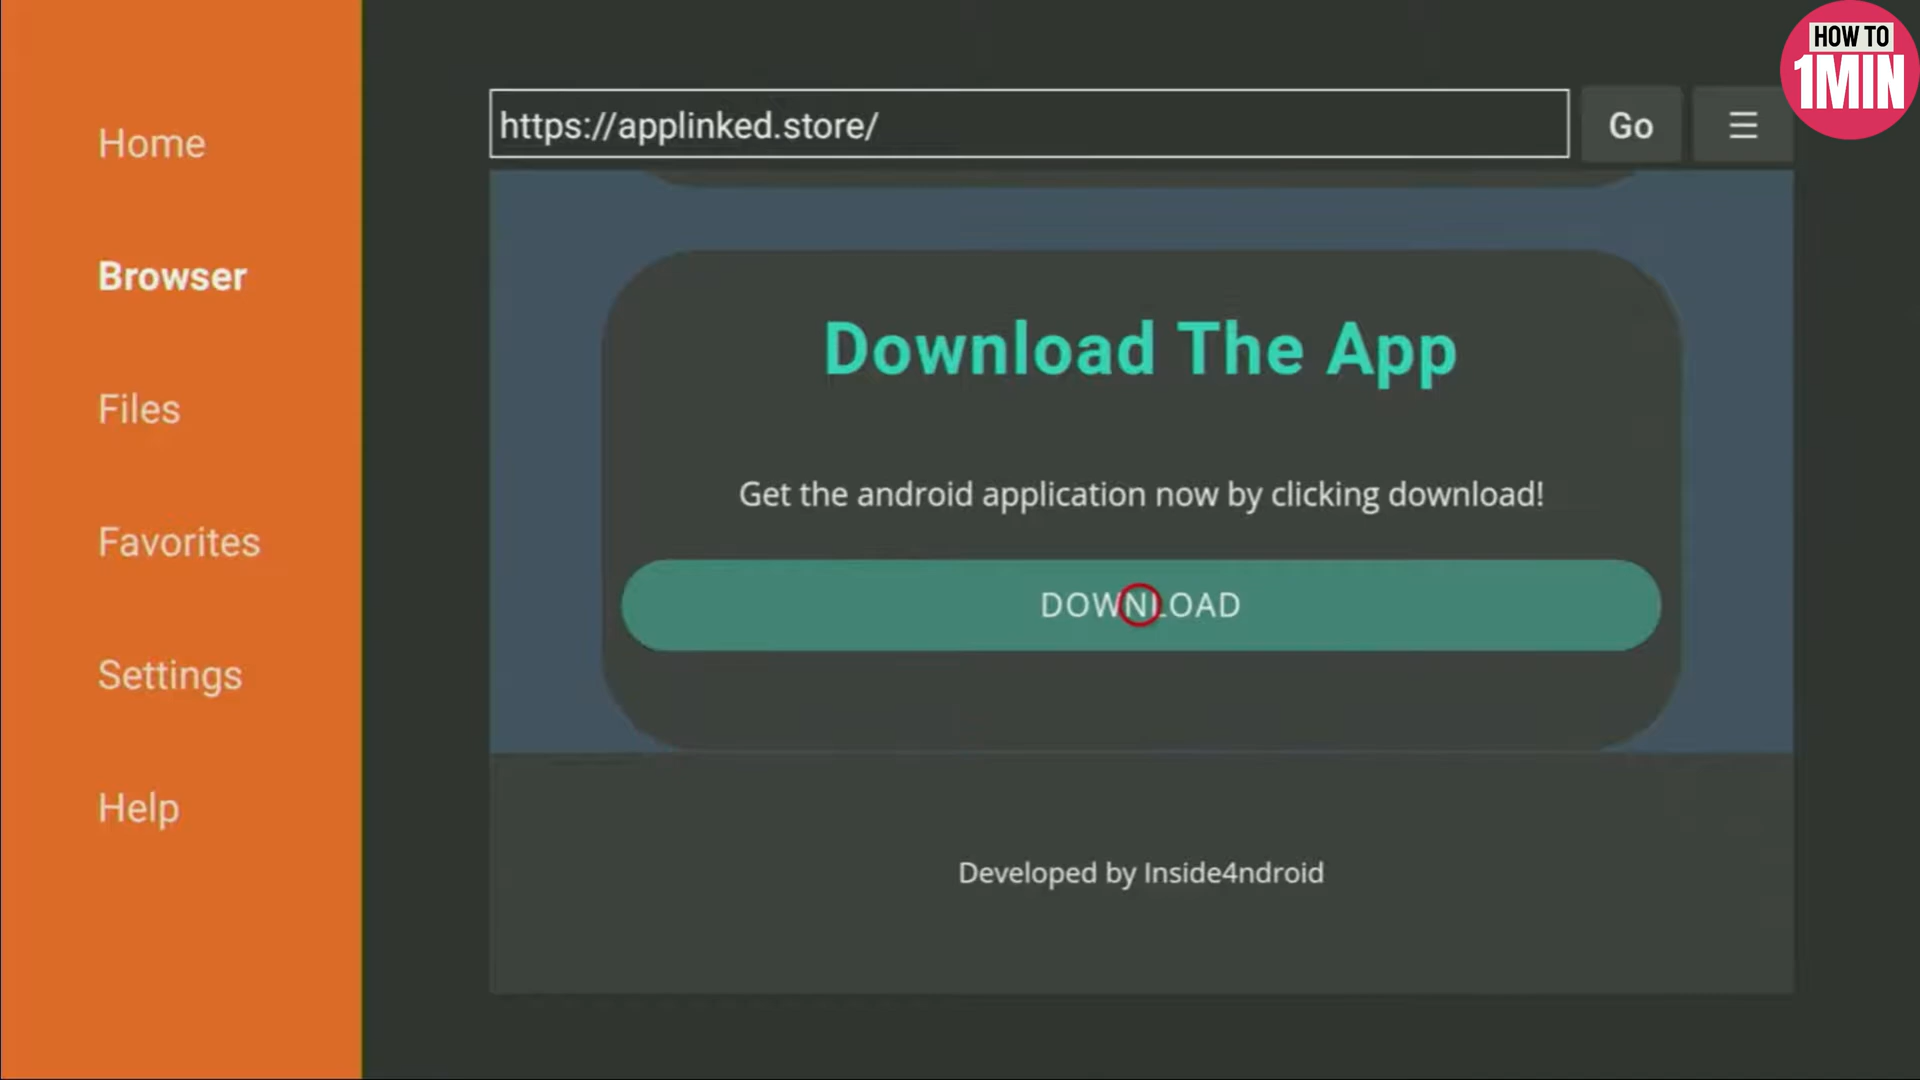 HOW TO
1MIN
Home
Browser
Files
Favorites
Settings
Help
https://applinked.store/
Go
Download The App
Get the android application now by clicking download!
DOWNLOAD
Developed by Inside4ndroid